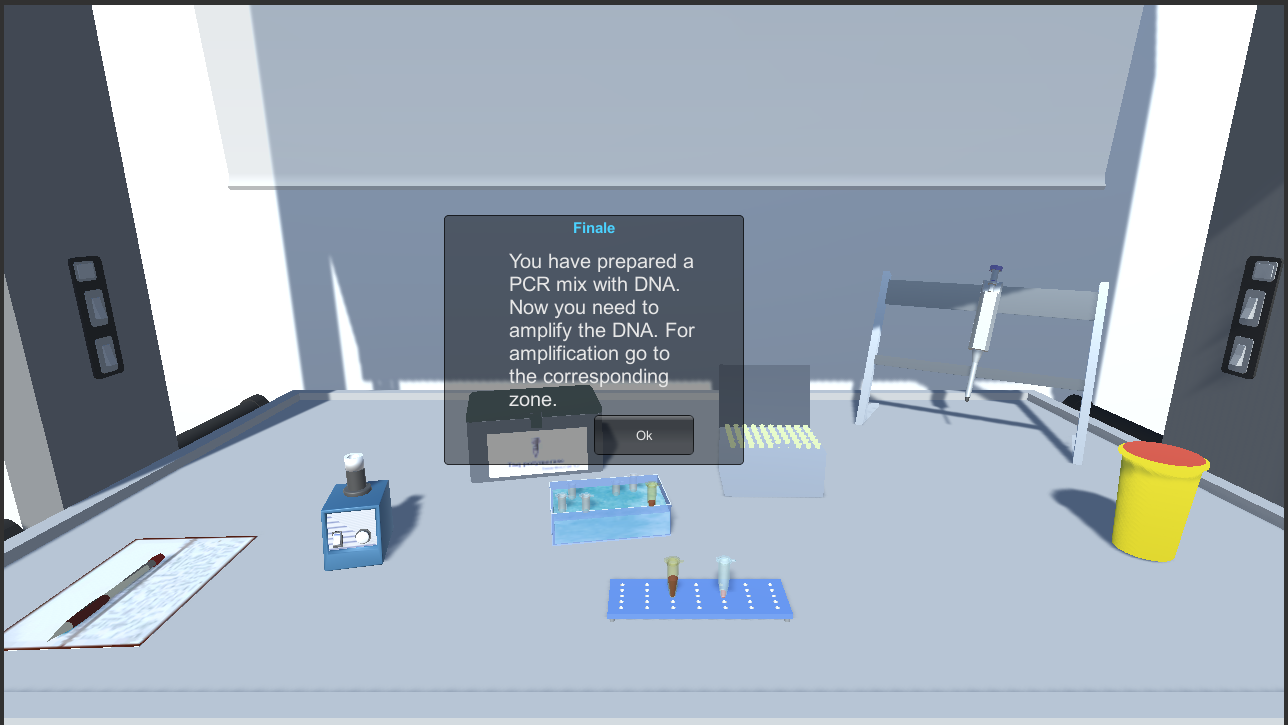 Finale
You have prepared a
PCR mix with DNA.
Now you need to
amplify the DNA. For
amplification go to
the corresponding
zone.
Ok